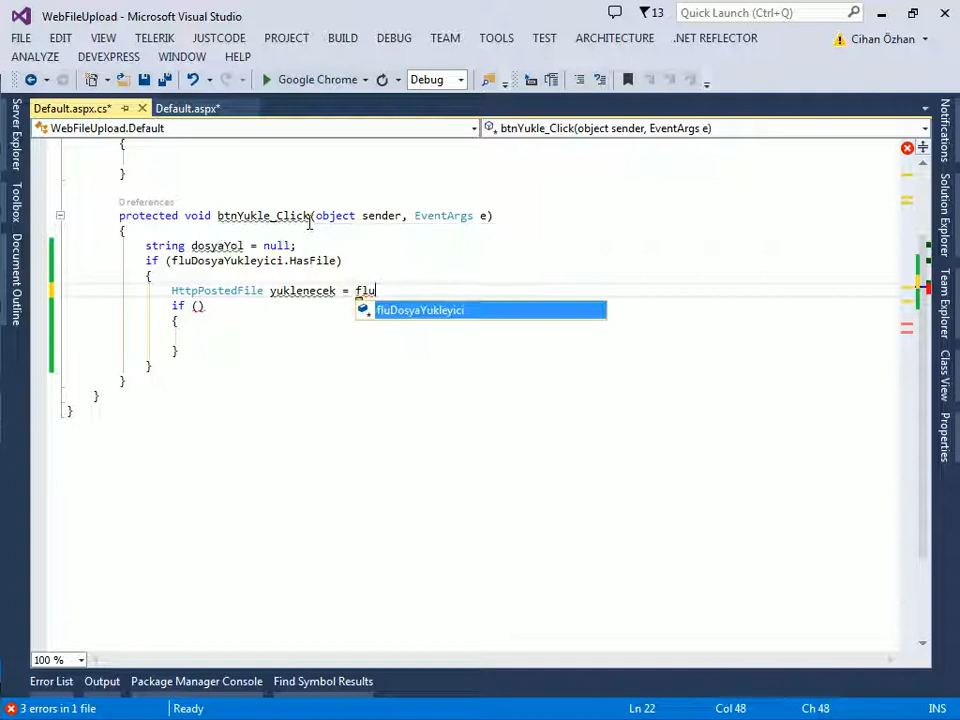 WebFileUpload - Microsoft Visual Studio
13
Quick Launch (Ctrl+Q)
FILE EDIT VIEW TELERIK JUSTCODE PROJECT BUILD DEBUG TEAM TOOLS TEST ARCHITECTURE .NET REFLECTOR
Cihan Özhan
ANALYZE DEVEXPRESS WINDOW HELP
Google Chrome
Debug
Default.aspx.cs*
Default.aspx*
WebFileUpload.Default
btnYukle_Click(object sender, EventArgs e)
Server Explorer
Toolbox
Document Outline
{
}
0 references
protected void btnYukle_Click(object sender, EventArgs e)
{
string dosyaYol = null;
if (fluDosyaYukleyici.HasFile)
{
HttpPostedFile yuklenecek = flu
fluDosyaYukleyici
if ()
{
}
}
}
}
}
Notifications
Solution Explorer
Team Explorer
Class View
Properties
100 %
Error List Output Package Manager Console Find Symbol Results
3 errors in 1 file
Ready
Ln 22
Col 48
Ch 48
INS